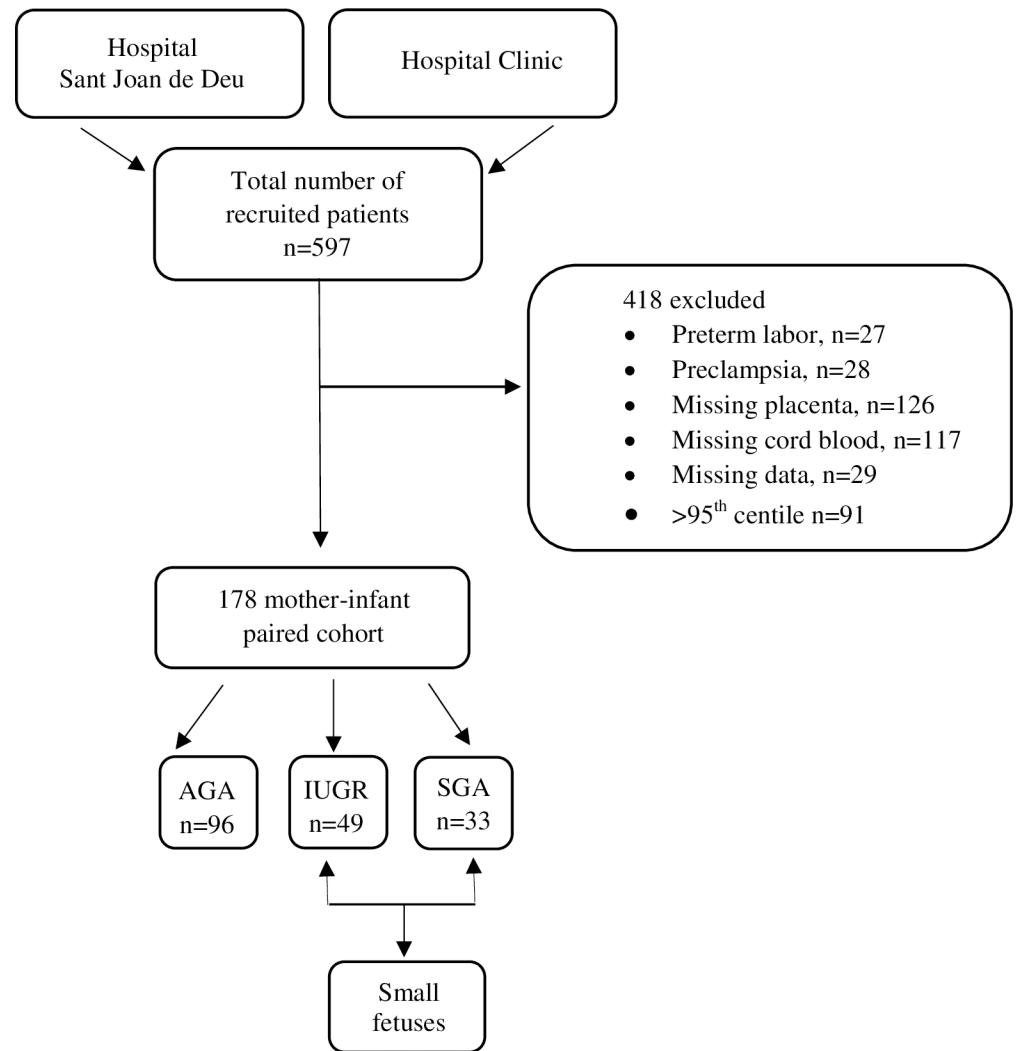 Hospital
Sant Joan de Deu
Hospital Clinic
Total number of
recruited patients
n=597
418 excluded
• Preterm labor, n=27
• Preclampsia, n=28
• Missing placenta, n=126
• Missing cord blood, n=117
• Missing data, n=29
• >95th centile n=91
178 mother-infant
paired cohort
AGA
n=96
IUGR
n=49
SGA
n=33
Small
fetuses